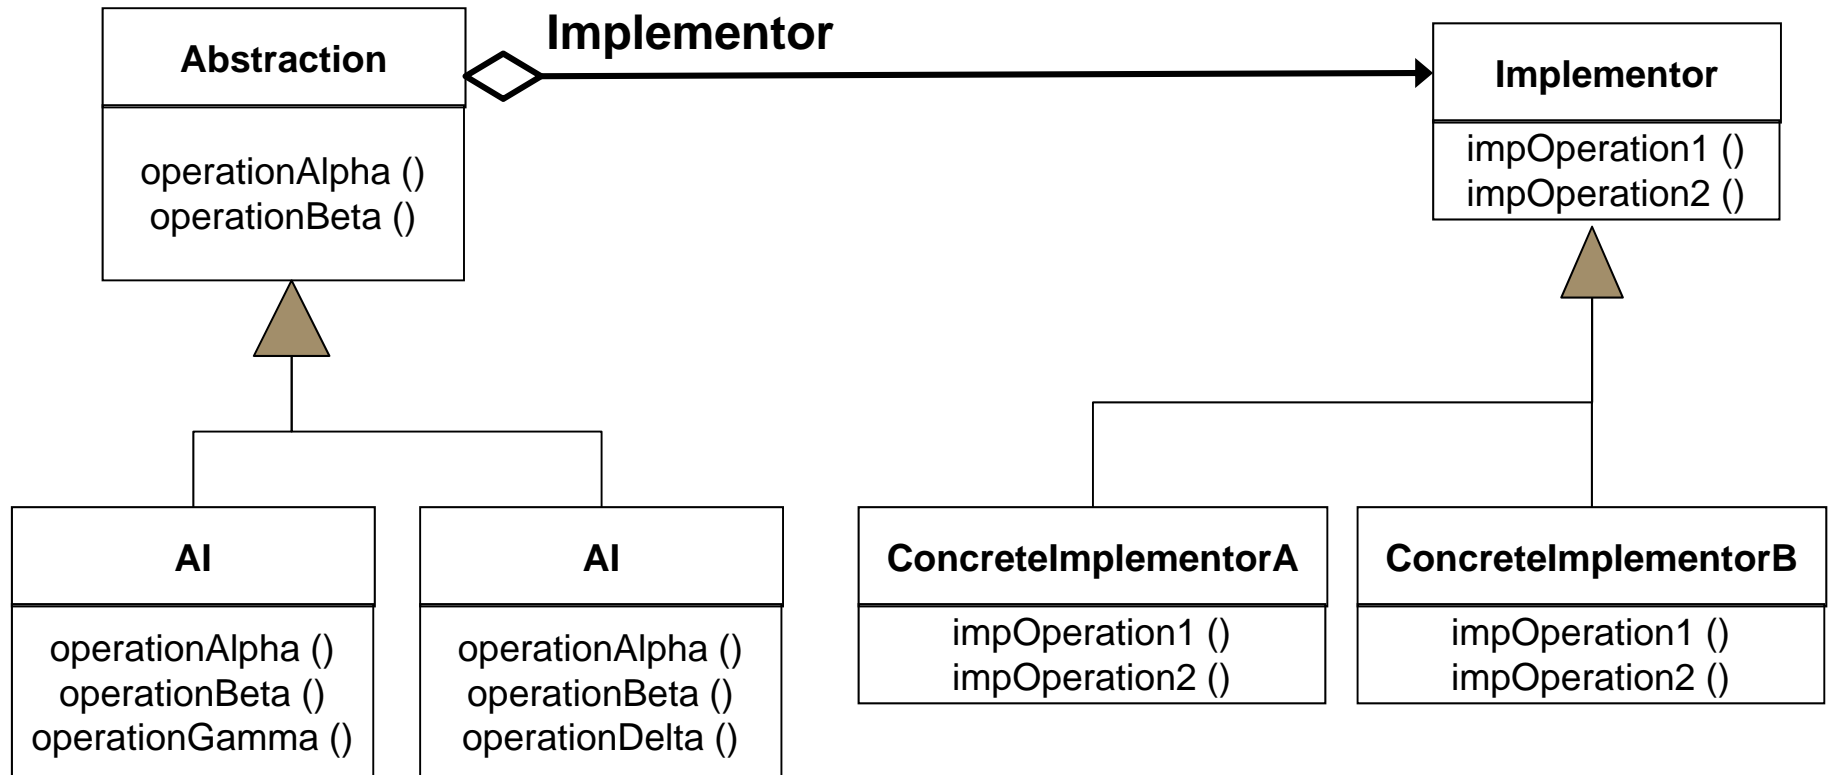 Abstraction
operationAlpha ()
operationBeta ()
Implementor
Implementor
impOperation1 ()
impOperation2 ()
AI
operationAlpha ()
operationBeta ()
operationGamma ()
AI
operationAlpha ()
operationBeta ()
operationDelta ()
ConcreteImplementorA
impOperation1 ()
impOperation2 ()
ConcreteImplementorB
impOperation1 ()
impOperation2 ()